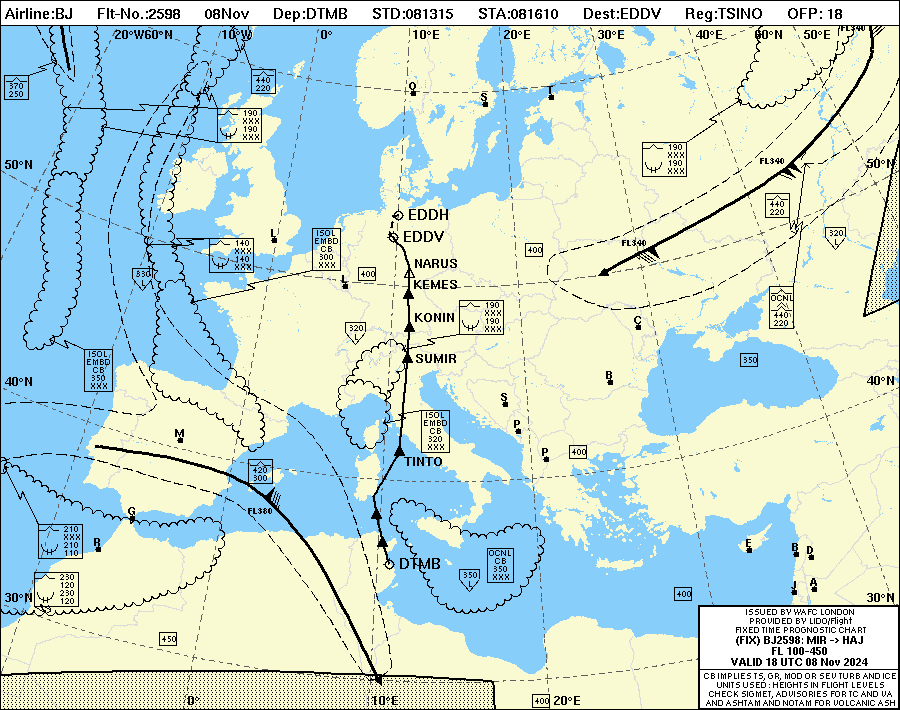 Airline:BJ Flt-No.:2598 08Nov Dep:DTMB STD:081315 STA:081610 Dest:EDDV Reg:TSINO OFP: 18
20°W60°N 10°W 0° 10°E 20°E 30°E 40°E 50°N 50°E FL340
370
250
440
220
O
S
T
190
XXX
190
XXX
190
XXX
190
XXX
50°N
FL340
50°N
440
220
EDDH
EDDV
L
ISOL
EMBD
CB
300
XXX
140
XXX
140
XXX
320
L
FL340
400
NARUS
400
330
L
KEMES
L
OCNL
440
220
KONIN
190
XXX
190
XXX
C
320
L
ISOL
EMBD
CB
350
XXX
SUMIR
350
40°N
B
40°N
S
ISOL
EMBD
CB
320
XXX
P
M
P
400
TINTO
420
300
FL380
G
210
XXX
210
110
R
OCNL
CB
350
XXX
E
B
D
DTMB
350
L
230
120
230
120
J
A
400
30°N
30°N
450
ISSUED BY WAFC LONDON
PROVIDED BY LIDO/Flight
FIXED TIME PROGNOSTIC CHART
(FIX) BJ2598: MIR -> HAJ
FL 100-450
VALID 18 UTC 08 Nov 2024
CB IMPLIES TS, GR, MOD OR SEV TURB AND ICE
UNITS USED : HEIGHTS IN FLIGHT LEVELS
CHECK SIGMET, ADVISORIES FOR TC AND VA
AND ASHTAM AND NOTAM FOR VOLCANIC ASH
0° 10°E 400 20°E